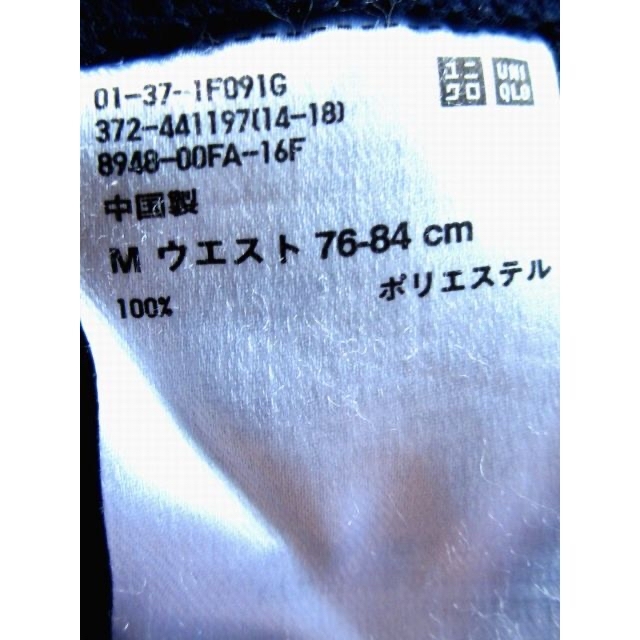 01-37-1F091G
372-441197(14-18)
8948-00FA-16F
ユニクロ
UNIQLO
中国製
M ウエスト 76-84 cm
ポリエステル
100%